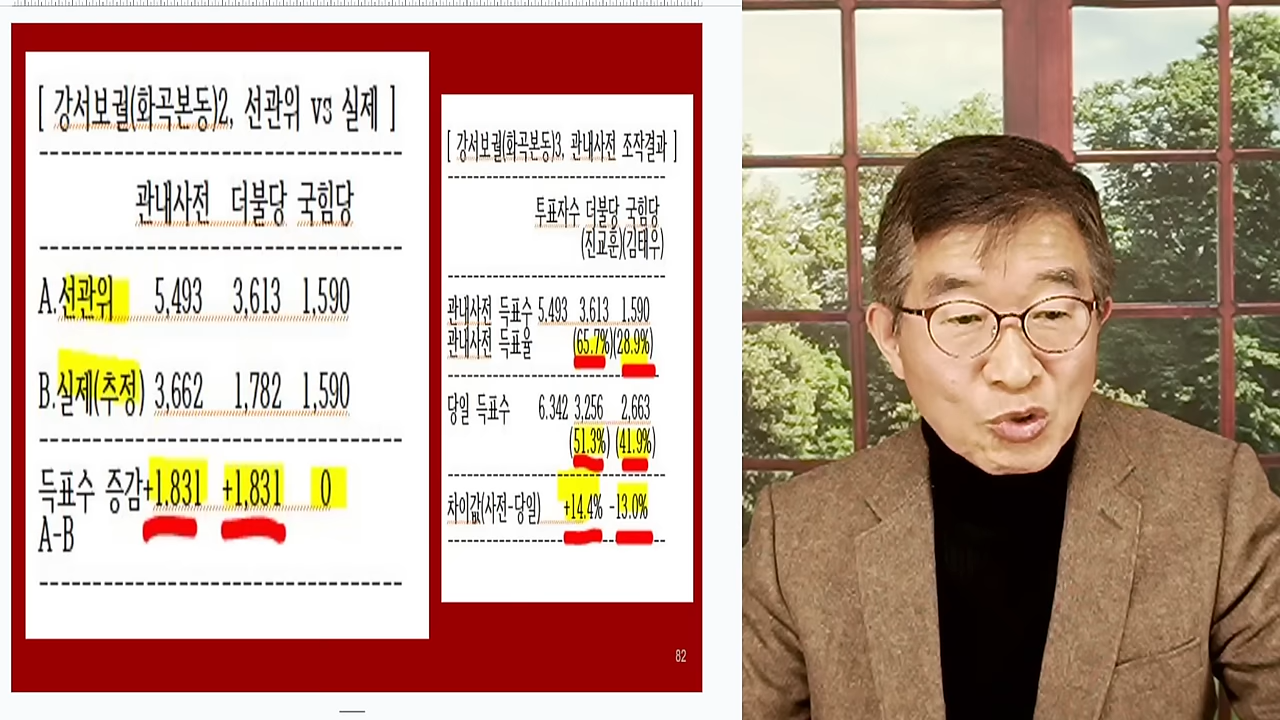 [ 강서보궐(화곡본동)2, 선관위 vs 실제 ]
관내사전 더불당 국힘당
A.선관위 5,493 3,613 1,590
B.실제(추정) 3,662 1,782 1,590
득표수 증감+1,831 +1,831 0
A-B
[ 강서보궐(화곡본동)3, 관내사전 조작결과 ]
투표자수 더불당 국힘당
(진교훈)(김태우)
관내사전 득표수 5,493 3,613 1,590
관내사전 득표율 (65.7%)(28.9%)
당일 득표수 6.342 3,256 2,663
(51.3%) (41.9%)
차이값(사전-당일) +14.4% -13.0%
82